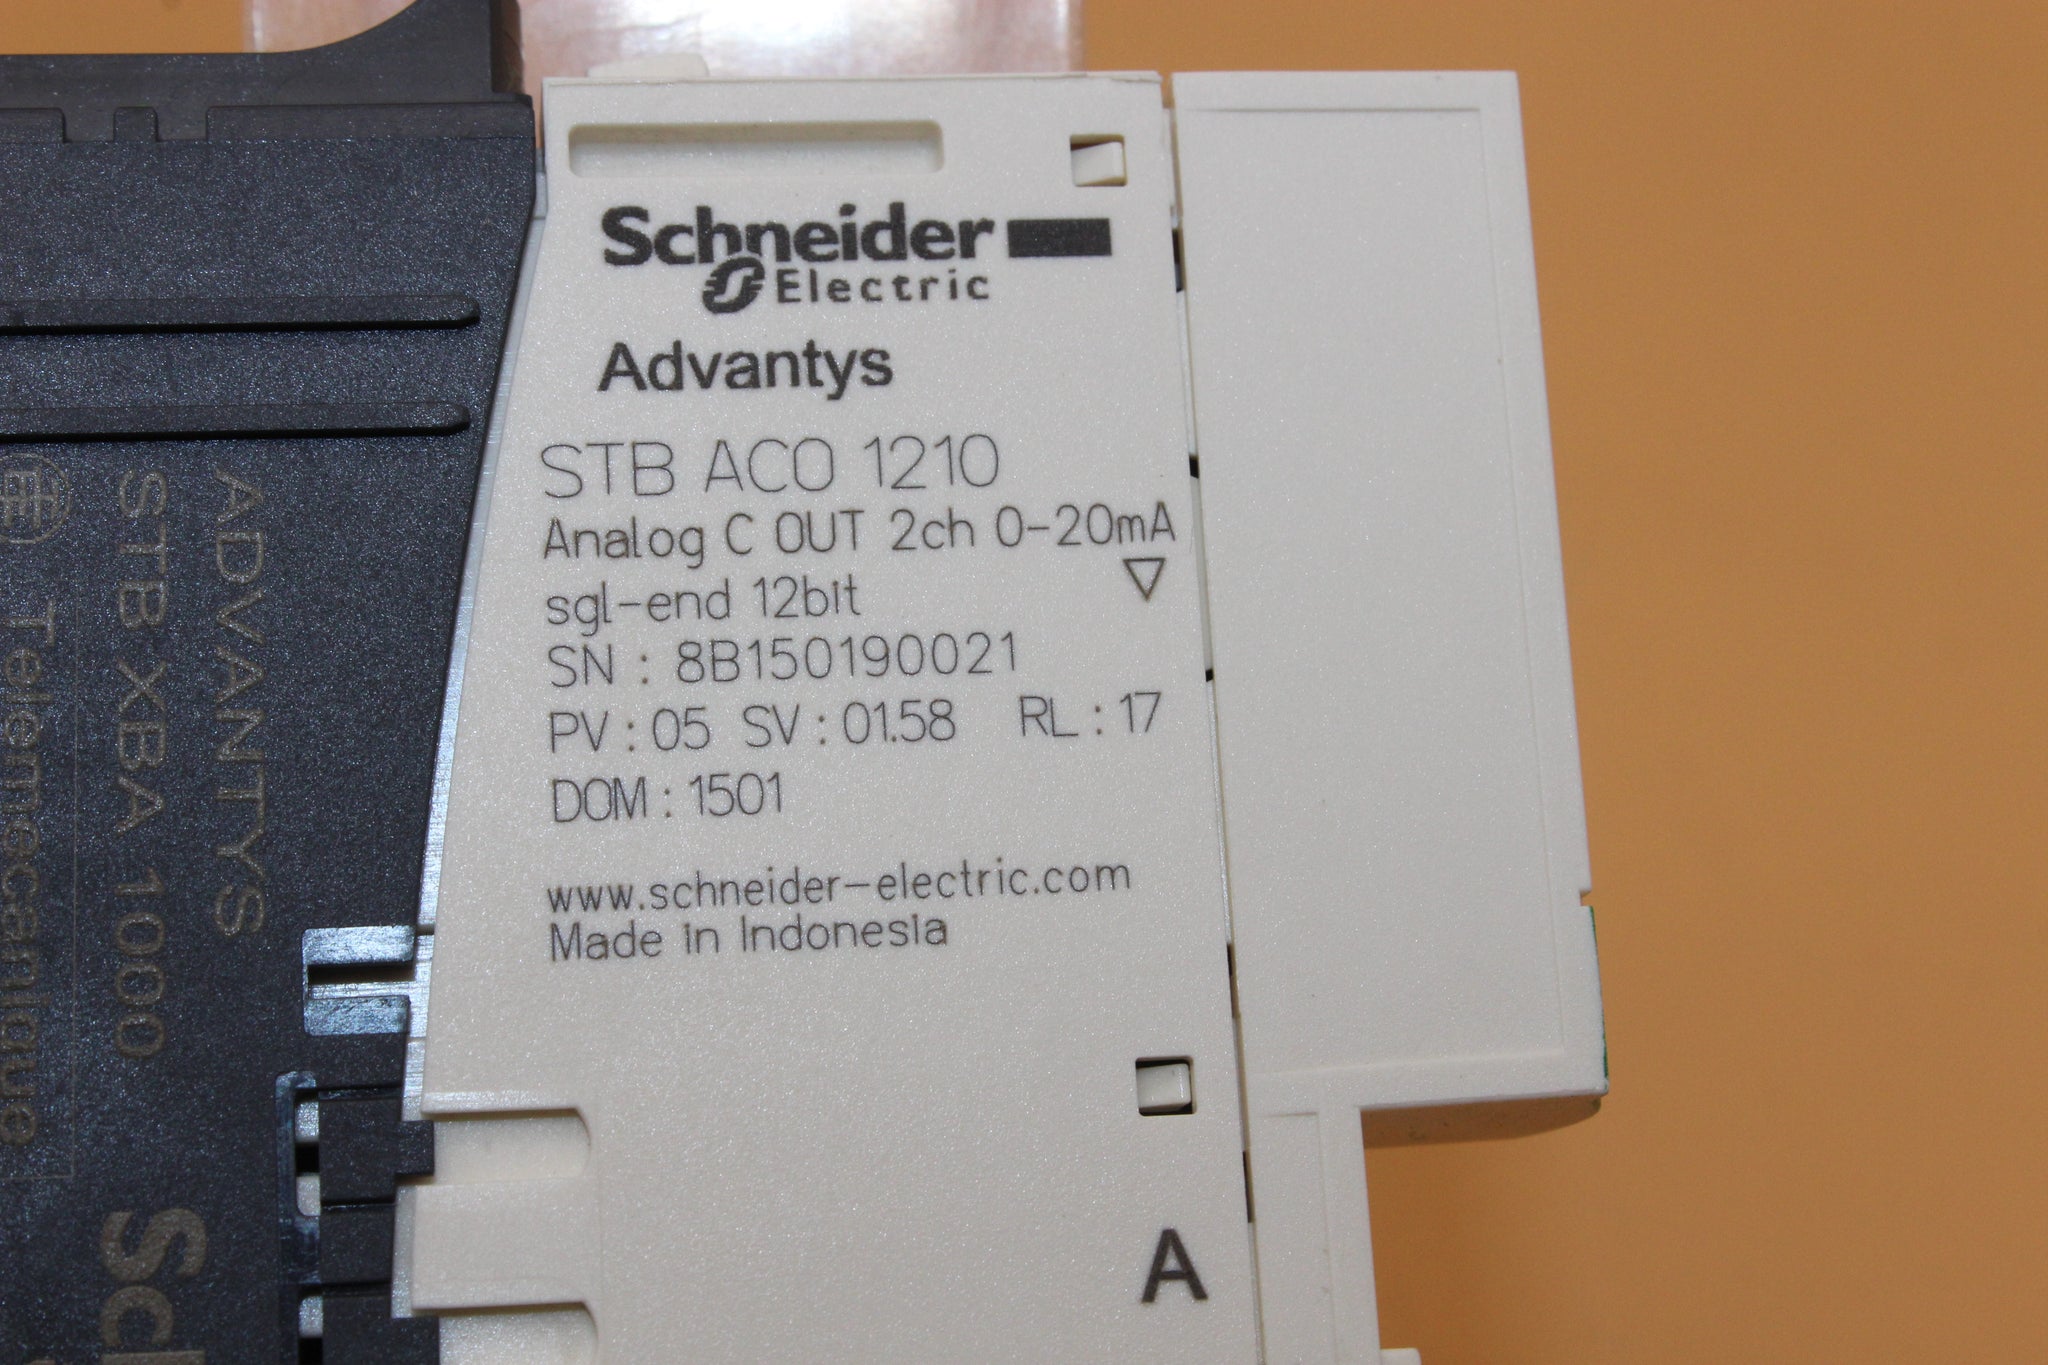 Schneider
Electric
Advantys
STB ACO 1210
Analog C OUT 2ch 0-20mA
sgl-end 12bit
SN : 8B150190021
PV : 05 SV : 01.58 RL : 17
DOM : 1501
www.schneider-electric.com
Made in Indonesia
A
ADVANTYS
STB XBA 1000
Telemecanique